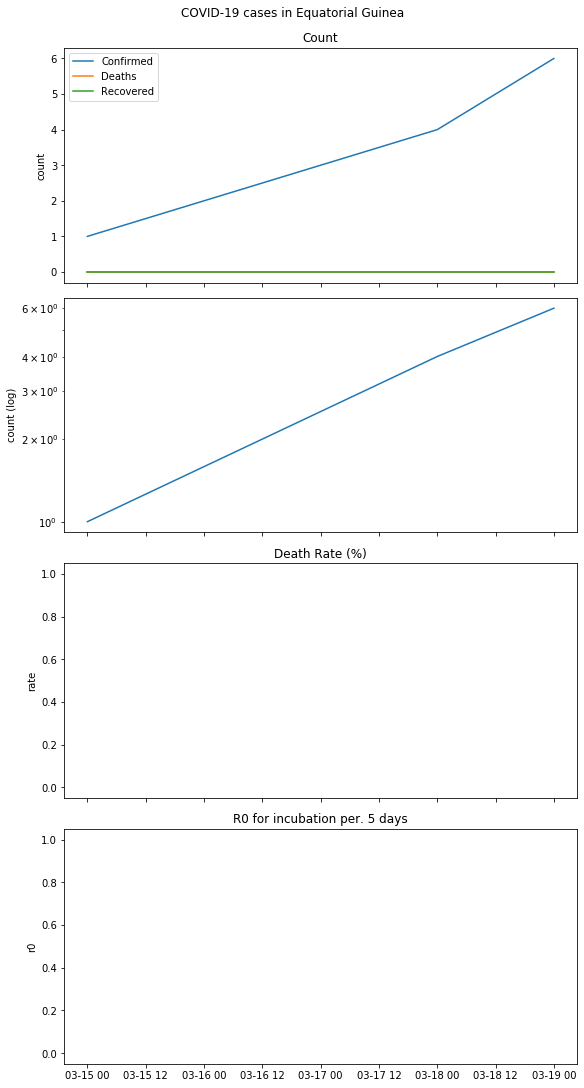 COVID-19 cases in Equatorial Guinea
Count
Confirmed
Deaths
Recovered
6
5
4
3
2
1
0
count
6 × 10⁰
4 × 10⁰
3 × 10⁰
2 × 10⁰
10⁰
count (log)
Death Rate (%)
1.0
0.8
0.6
0.4
0.2
0.0
rate
R0 for incubation per. 5 days
1.0
0.8
0.6
0.4
0.2
0.0
r0
03-15 00 03-15 12 03-16 00 03-16 12 03-17 00 03-17 12 03-18 00 03-18 12 03-19 00